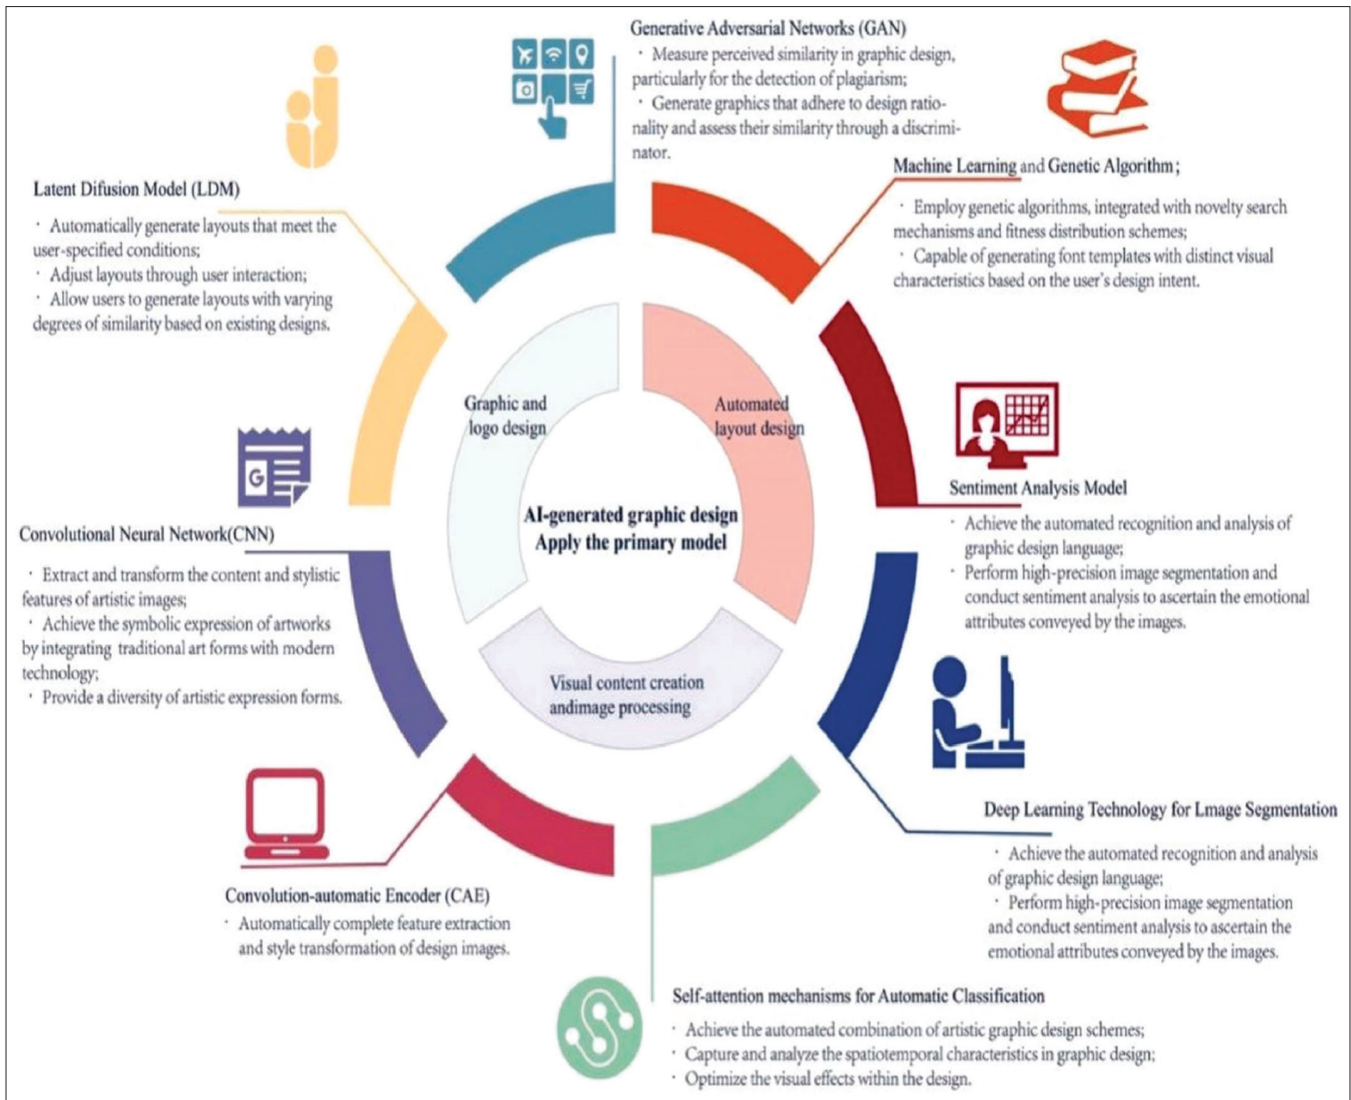 Generative Adversarial Networks (GAN)
· Measure perceived similarity in graphic design,
particularly for the detection of plagiarism;
· Generate graphics that adhere to design ratio-
nality and assess their similarity through a discrimi-
nator.
Machine Learning and Genetic Algorithm;
· Employ genetic algorithms, integrated with novelty search
mechanisms and fitness distribution schemes;
· Capable of generating font templates with distinct visual
characteristics based on the user's design intent.
Latent Difusion Model (LDM)
· Automatically generate layouts that meet the
user-specified conditions;
· Adjust layouts through user interaction;
· Allow users to generate layouts with varying
degrees of similarity based on existing designs.
Graphic and
logo design
Automated
layout design
AI-generated graphic design
Apply the primary model
Visual content creation
andimage processing
Sentiment Analysis Model
· Achieve the automated recognition and analysis of
graphic design language;
· Perform high-precision image segmentation and
conduct sentiment analysis to ascertain the emotional
attributes conveyed by the images.
G
Convolutional Neural Network(CNN)
· Extract and transform the content and stylistic
features of artistic images;
· Achieve the symbolic expression of artworks
by integrating traditional art forms with modern
technology;
· Provide a diversity of artistic expression forms.
Deep Learning Technology for Lmage Segmentation
· Achieve the automated recognition and analysis
of graphic design language;
· Perform high-precision image segmentation
and conduct sentiment analysis to ascertain the
emotional attributes conveyed by the images.
Convolution-automatic Encoder (CAE)
· Automatically complete feature extraction
and style transformation of design images.
Self-attention mechanisms for Automatic Classification
· Achieve the automated combination of artistic graphic design schemes;
· Capture and analyze the spatiotemporal characteristics in graphic design;
· Optimize the visual effects within the design.